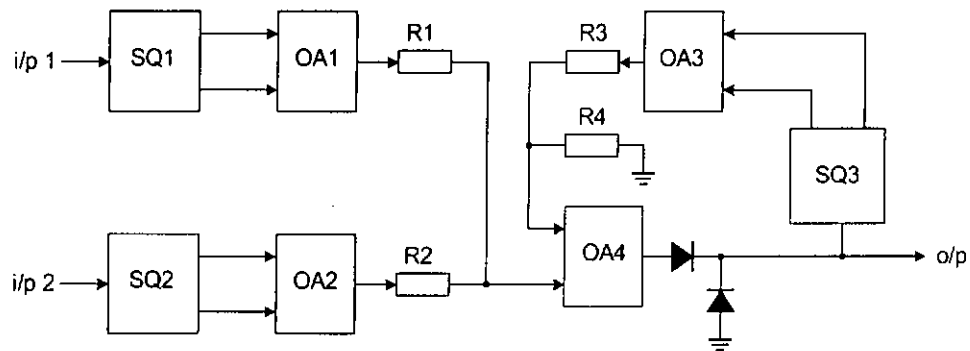 i/p 1
SQ1
OA1
R1
R3
OA3
R4
SQ3
i/p 2
SQ2
OA2
R2
OA4
o/p